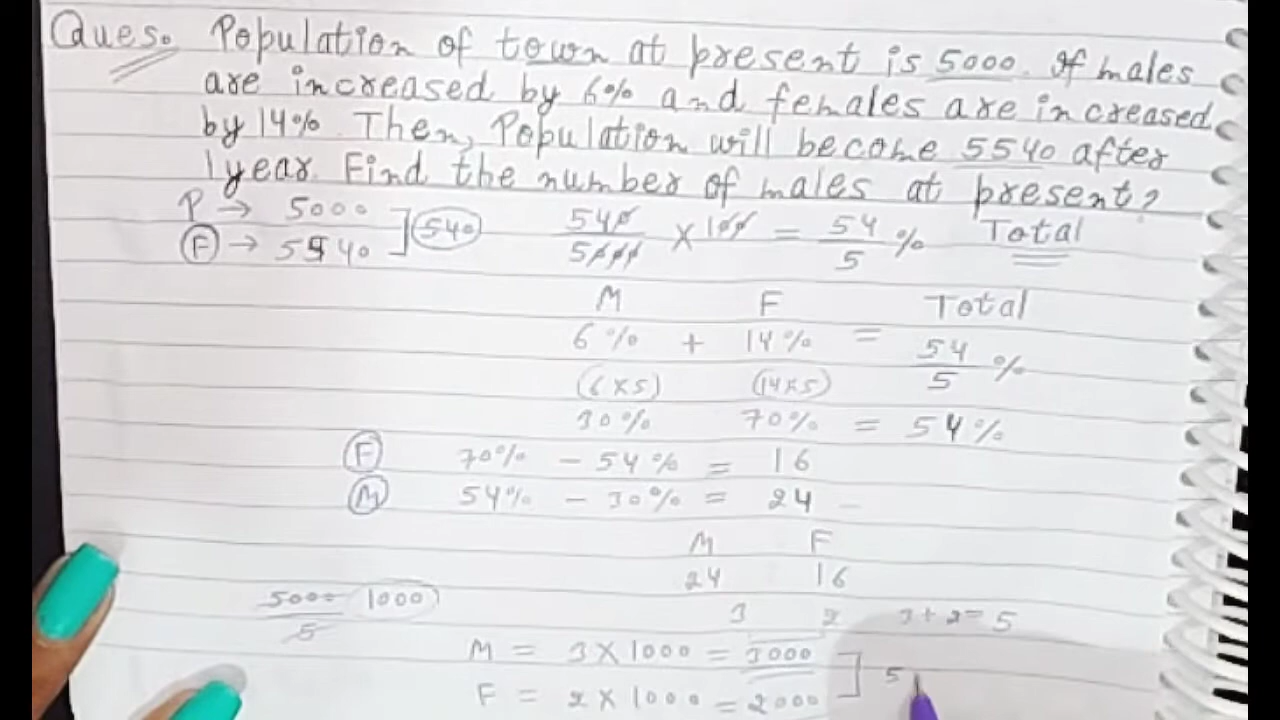 Ques. Population of town at present is 5000. If males
are increased by 6% and females are increased
by 14%. Then, Population will become 5540 after
1 year. Find the number of males at present?
P → 5000 ] 540 540/5000 × 100 = 54/5 % Total
F → 5540
M F Total
6% + 14% = 54/5 %
(6×5) (14×5)
30% 70% = 54%
F 70% - 54% = 16
M 54% - 30% = 24
M F
24 16
5000/5 1000 3 2 3+2=5
M = 3×1000 = 3000 ] 5
F = 2×1000 = 2000